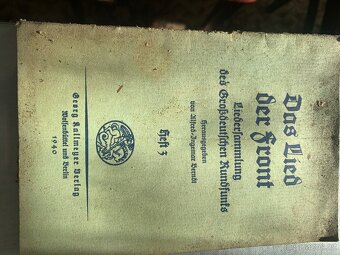 Das Lied
der Front
Liedersammlung
des Großdeutschen Rundfunks
Herausgegeben
von Alfred-Ingemar Berndt
Heft 3
Georg Kallmeyer Verlag
Wolfenbüttel und Berlin
1940